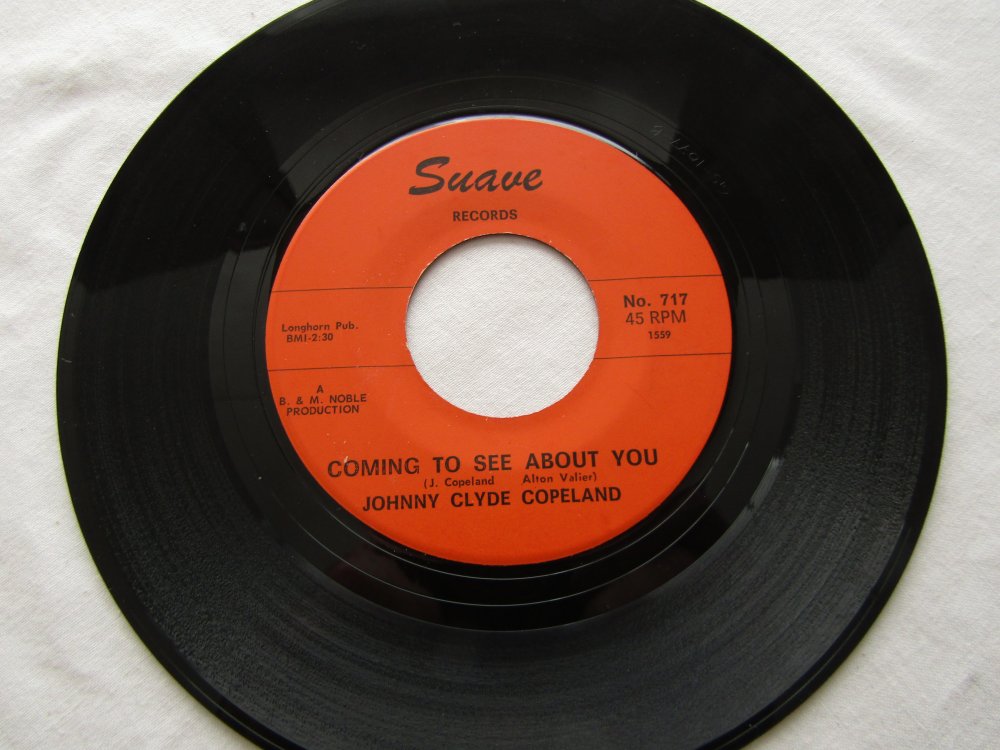 Suave
RECORDS
Longhorn Pub.
BMI-2:30
No. 717
45 RPM
1559
A
B. & M. NOBLE
PRODUCTION
COMING TO SEE ABOUT YOU
(J. Copeland Alton Valier)
JOHNNY CLYDE COPELAND